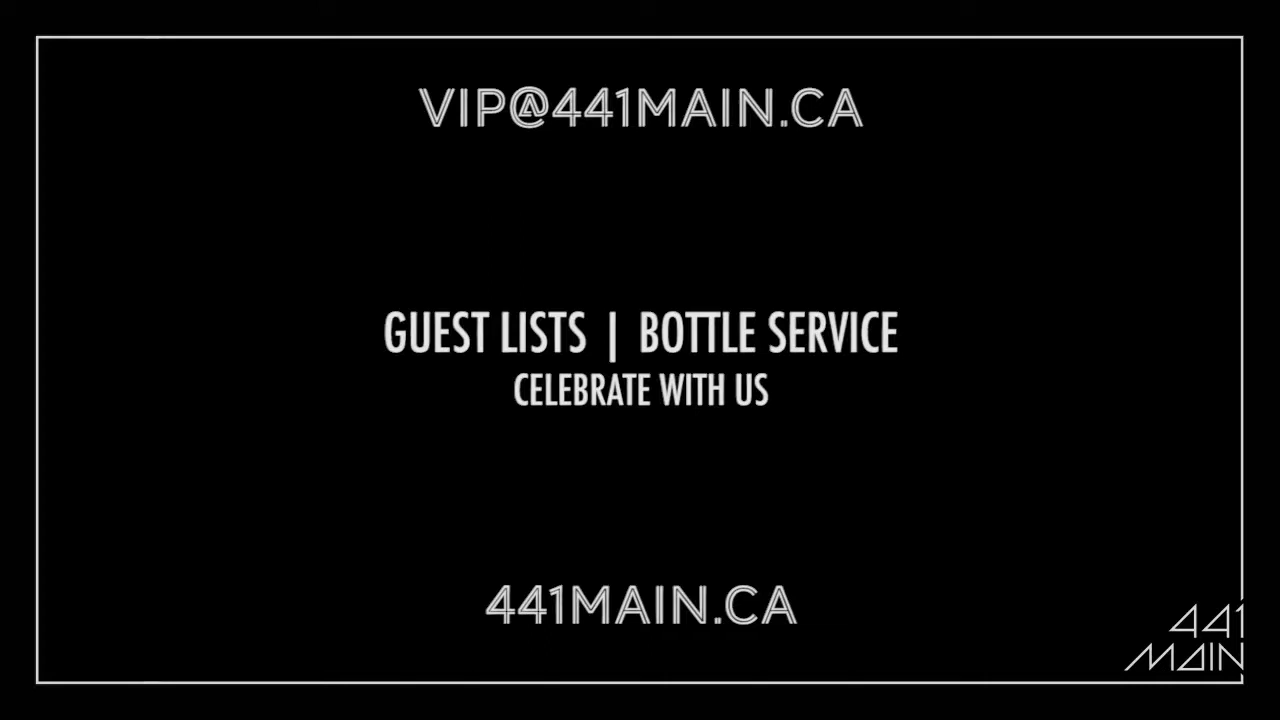 VIP@441MAIN.CA
GUEST LISTS | BOTTLE SERVICE
CELEBRATE WITH US
441MAIN.CA
441
MAIN